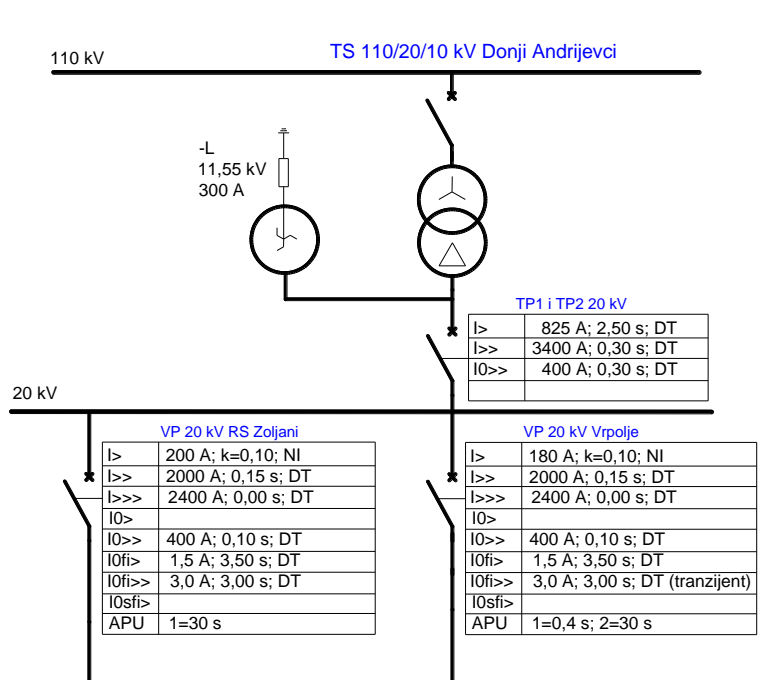 TS 110/20/10 kV Donji Andrijevci
110 kV
-L
11,55 kV
300 A
TP1 i TP2 20 kV
I> 825 A; 2,50 s; DT
I>> 3400 A; 0,30 s; DT
I0>> 400 A; 0,30 s; DT
20 kV
VP 20 kV RS Zoljani
I> 200 A; k=0,10; NI
I>> 2000 A; 0,15 s; DT
I>>> 2400 A; 0,00 s; DT
I0>
I0>> 400 A; 0,10 s; DT
I0fi> 1,5 A; 3,50 s; DT
I0fi>> 3,0 A; 3,00 s; DT
I0sfi>
APU 1=30 s
VP 20 kV Vrpolje
I> 180 A; k=0,10; NI
I>> 2000 A; 0,15 s; DT
I>>> 2400 A; 0,00 s; DT
I0>
I0>> 400 A; 0,10 s; DT
I0fi> 1,5 A; 3,50 s; DT
I0fi>> 3,0 A; 3,00 s; DT (tranzijent)
I0sfi>
APU 1=0,4 s; 2=30 s